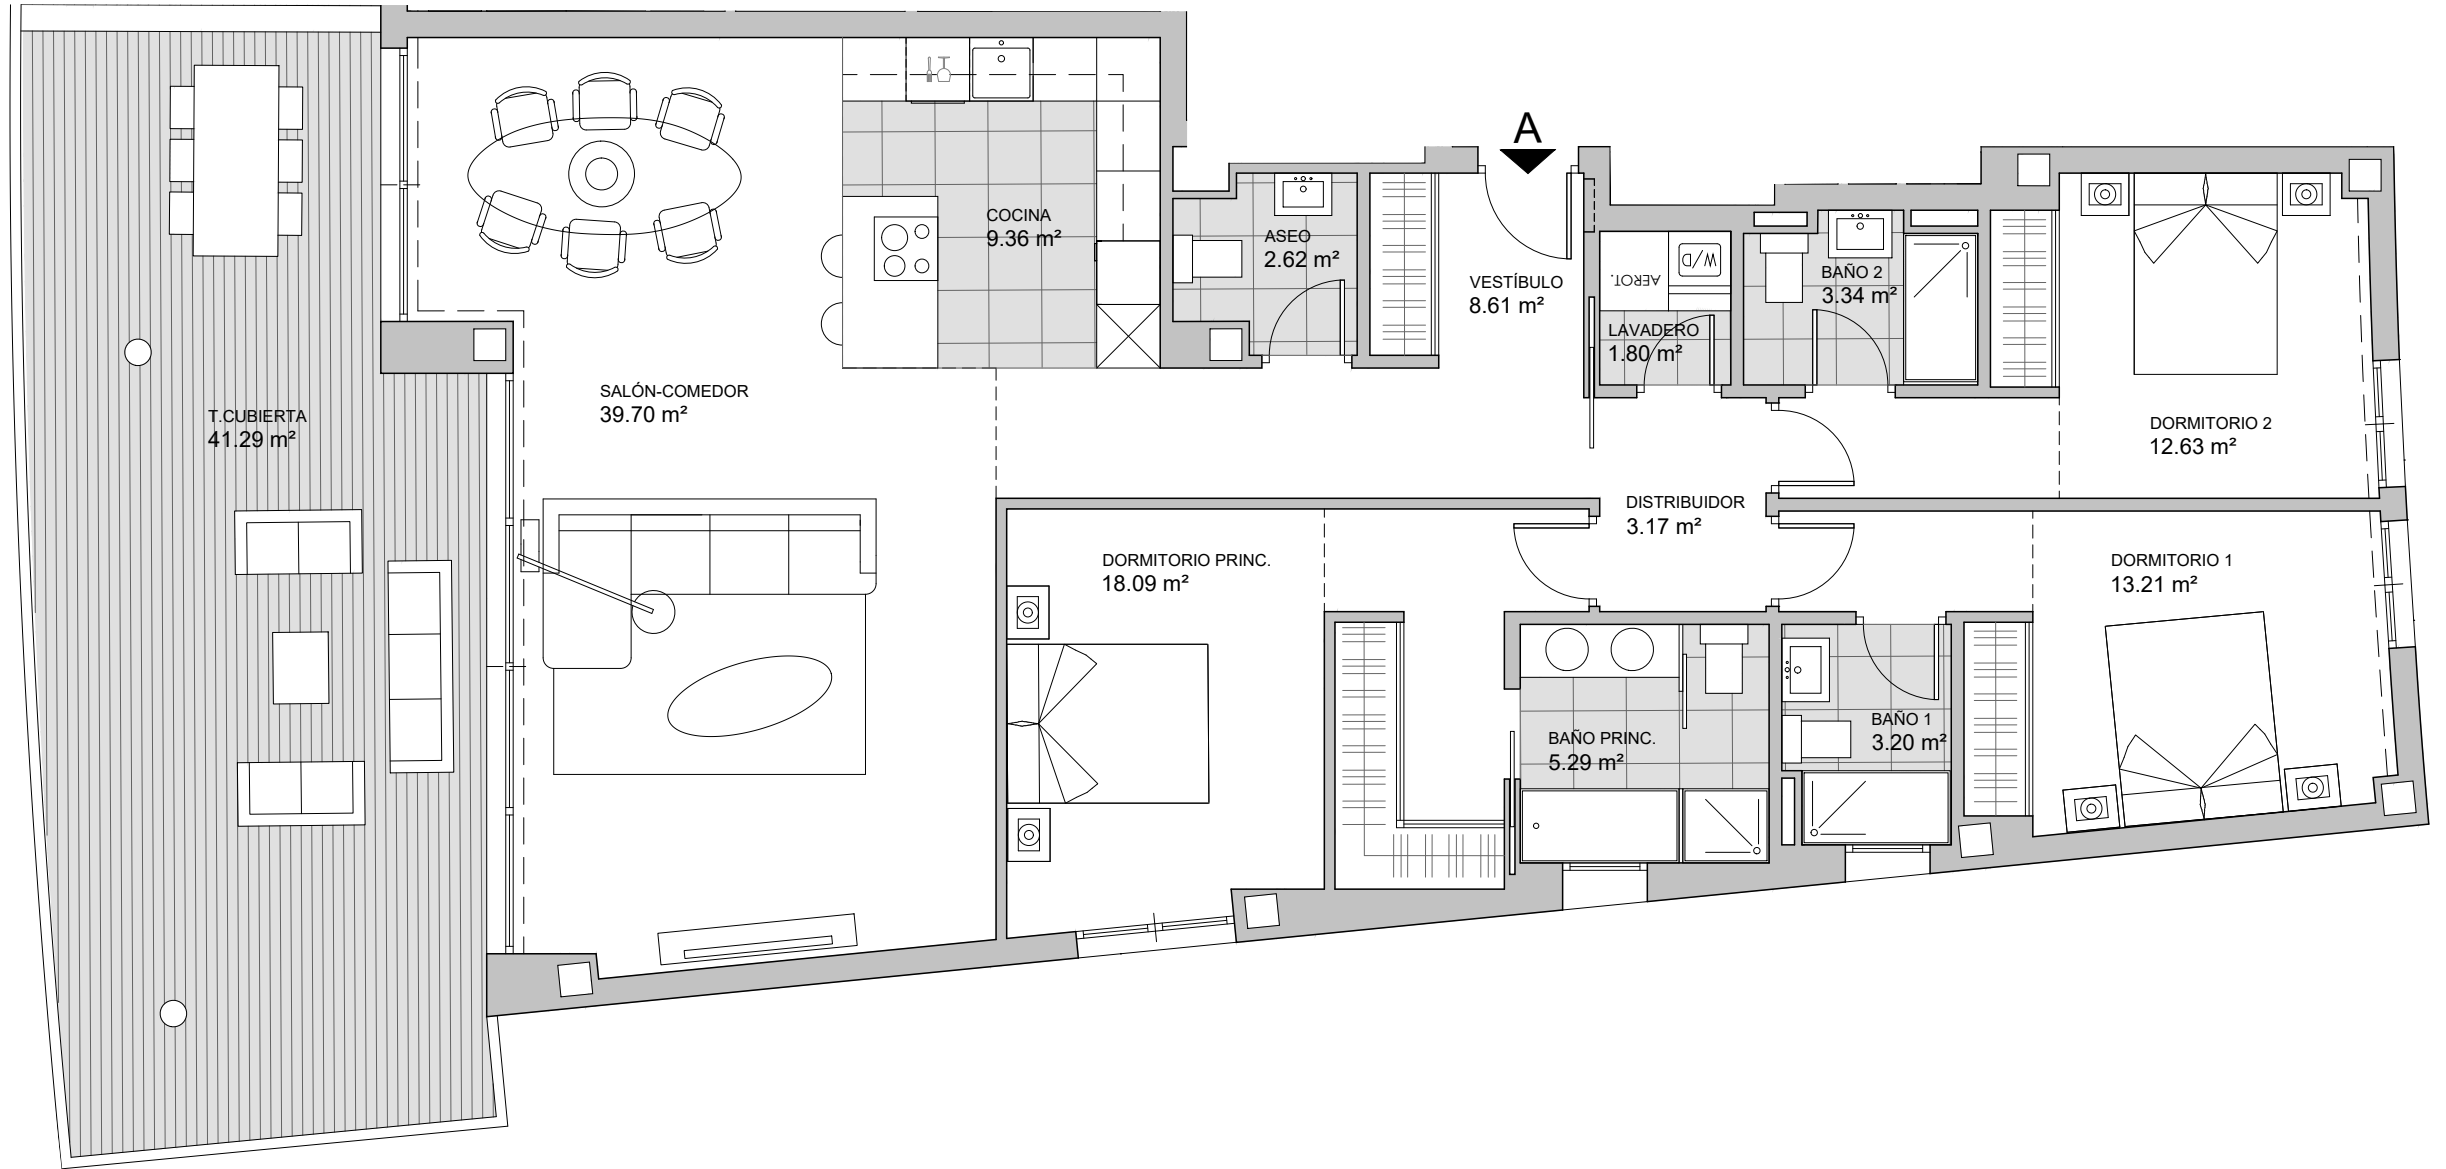 A
COCINA
9.36 m²
ASEO
2.62 m²
VESTÍBULO
8.61 m²
W/D
AEROT.
LAVADERO
1.80 m²
BAÑO 2
3.34 m²
SALÓN-COMEDOR
39.70 m²
T.CUBIERTA
41.29 m²
DORMITORIO 2
12.63 m²
DISTRIBUIDOR
3.17 m²
DORMITORIO PRINC.
18.09 m²
DORMITORIO 1
13.21 m²
BAÑO PRINC.
5.29 m²
BAÑO 1
3.20 m²